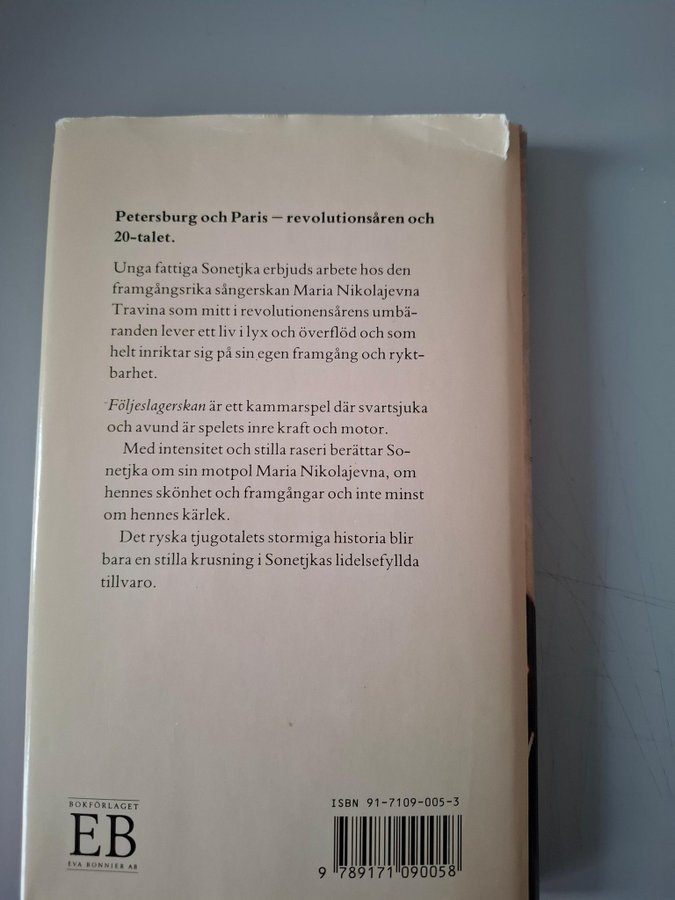 Petersburg och Paris – revolutionsåren och
20-talet.
Unga fattiga Sonetjka erbjuds arbete hos den
framgångsrika sångerskan Maria Nikolajevna
Travina som mitt i revolutionensårens umbä-
randen lever ett liv i lyx och överflöd och som
helt inriktar sig på sin egen framgång och rykt-
barhet.
Följeslagerskan är ett kammarspel där svartsjuka
och avund är spelets inre kraft och motor.
Med intensitet och stilla raseri berättar So-
netjka om sin motpol Maria Nikolajevna, om
hennes skönhet och framgångar och inte minst
om hennes kärlek.
Det ryska tjugotalets stormiga historia blir
bara en stilla krusning i Sonetjkas lidelsefyllda
tillvaro.
BOKFÖRLAGET
EB
EVA BONNIER AB
ISBN 91-7109-005-3
9 789171 090058